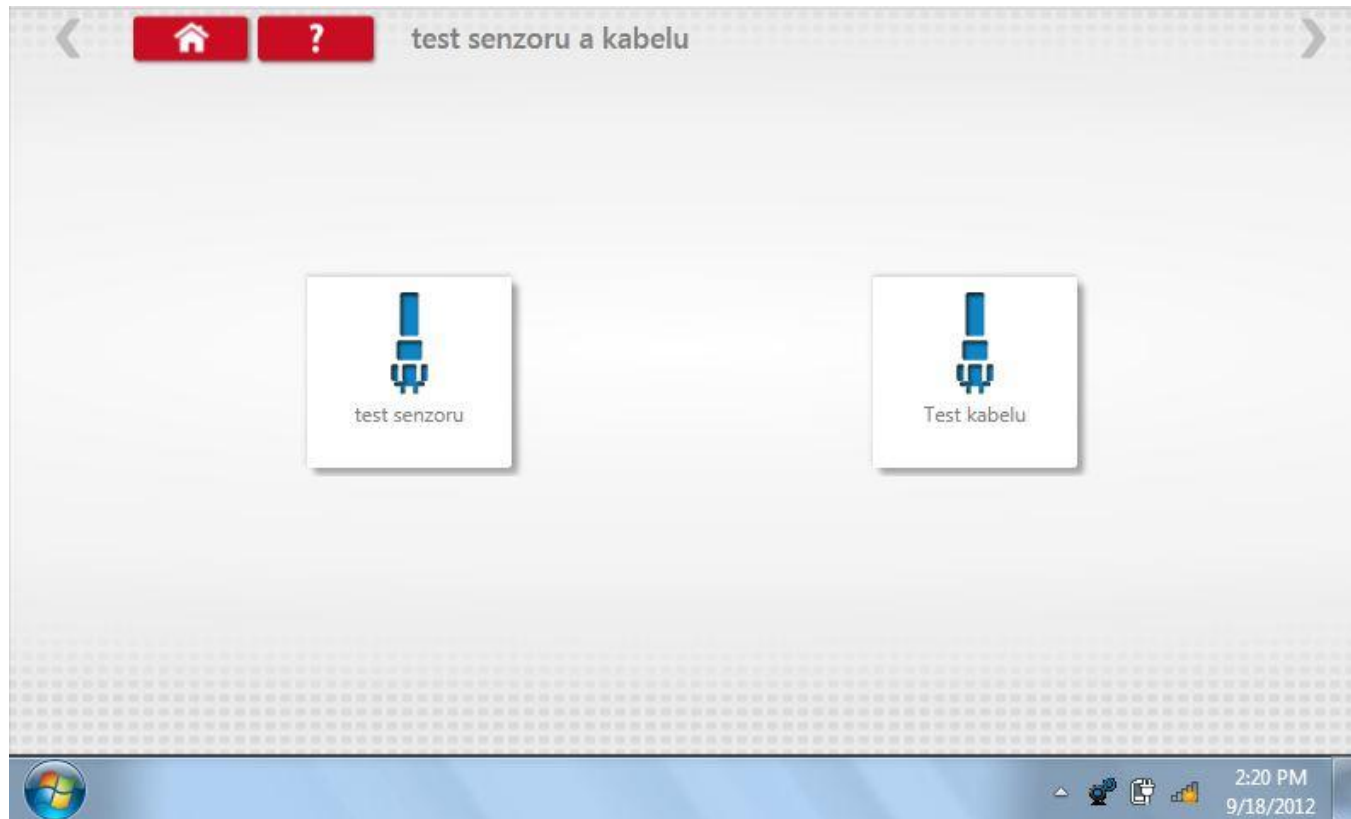 ? test senzoru a kabelu
test senzoru
Test kabelu
2:20 PM
9/18/2012